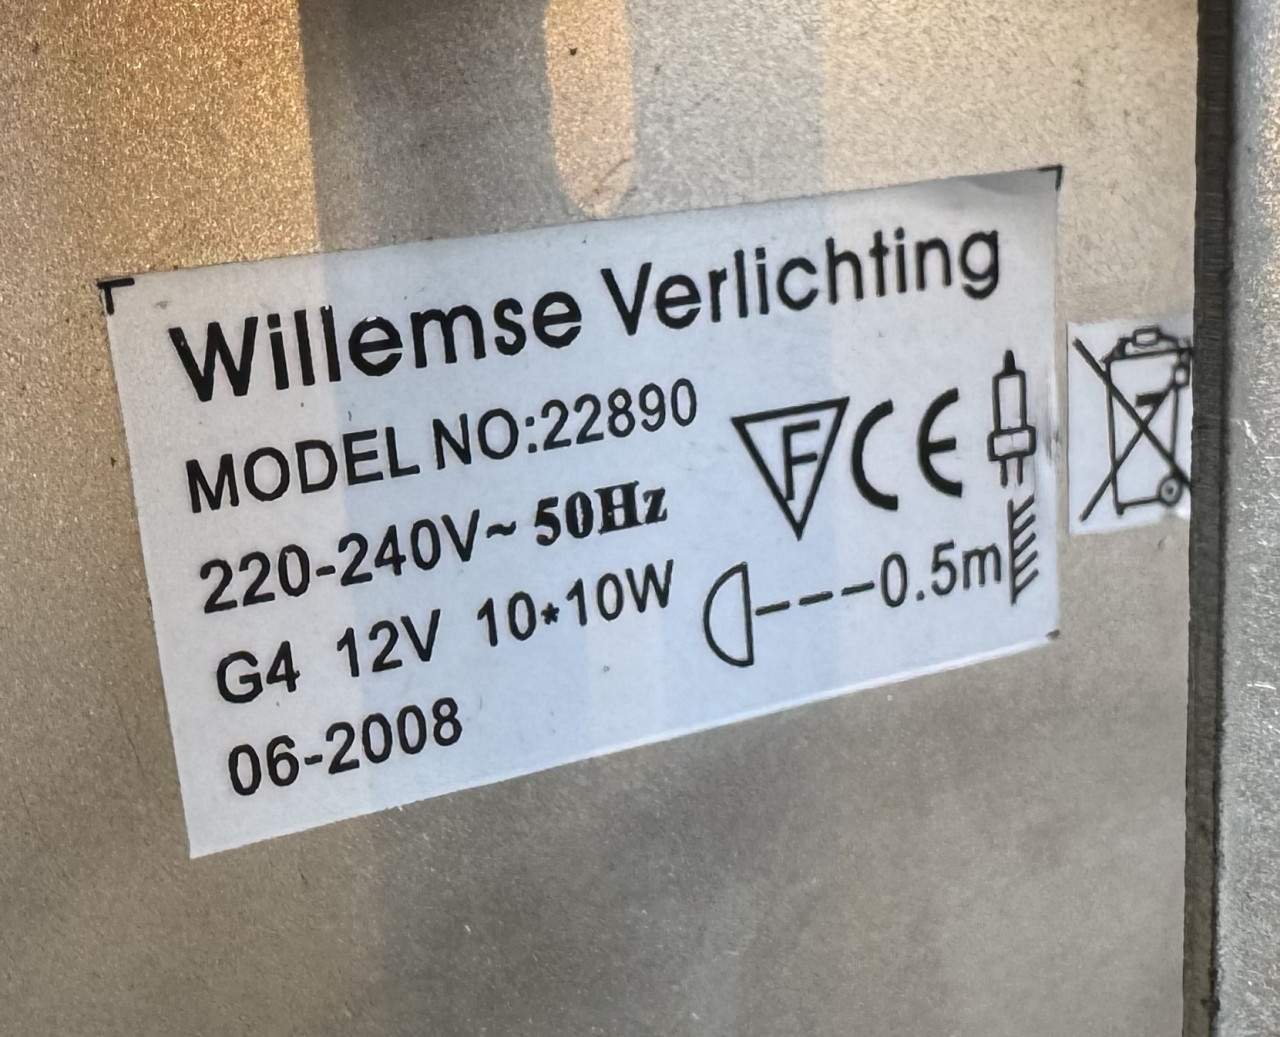 Willemse Verlichting
MODEL NO:22890
220-240V~ 50Hz
G4 12V 10*10W
06-2008
F CE
0.5m